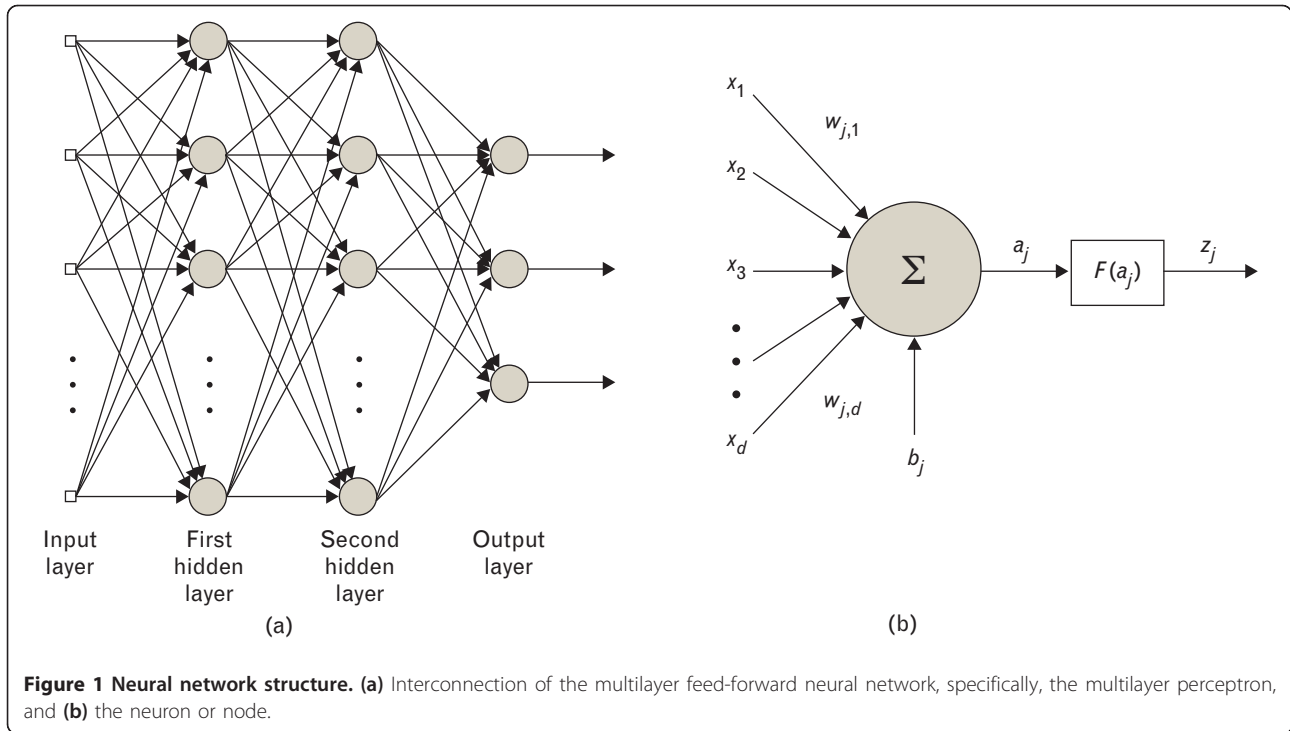 Input
layer
First
hidden
layer
Second
hidden
layer
Output
layer
(a)
x1
x2
x3
xd
wj,1
wj,d
bj
Σ
aj
F(aj)
zj
(b)
Figure 1 Neural network structure. (a) Interconnection of the multilayer feed-forward neural network, specifically, the multilayer perceptron,
and (b) the neuron or node.